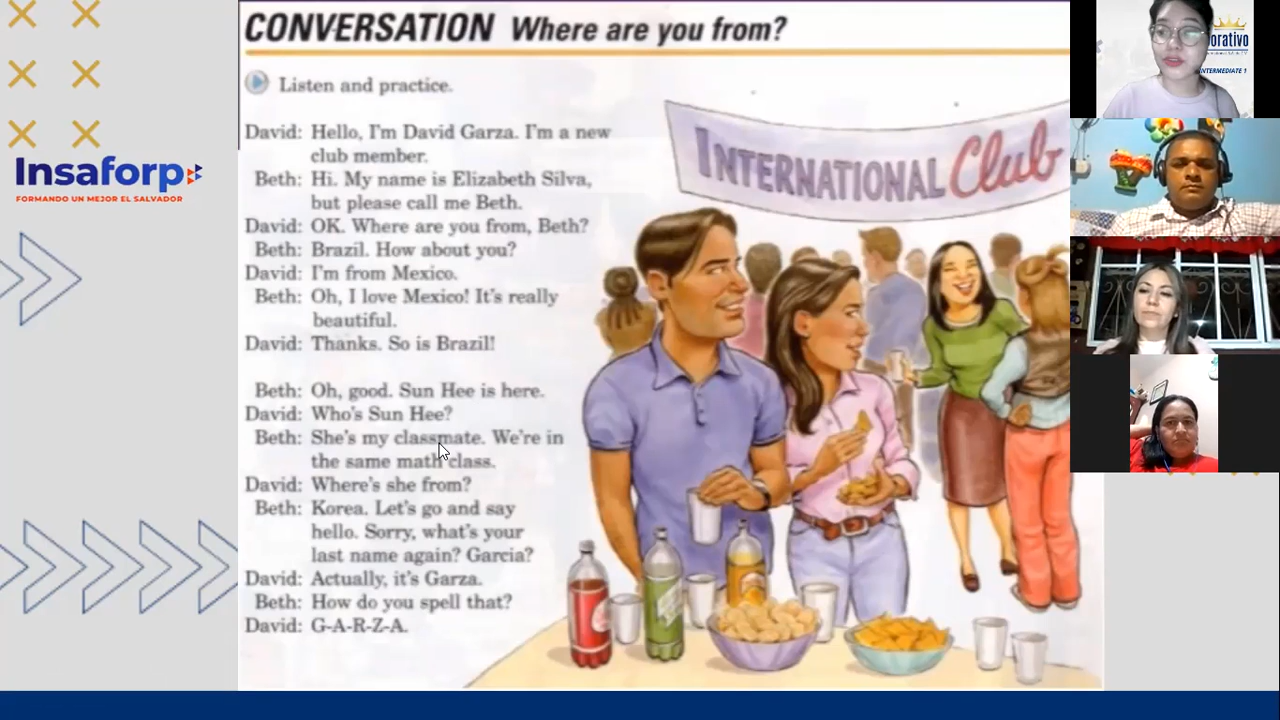 CONVERSATION Where are you from?
Listen and practice.
David: Hello, I'm David Garza. I'm a new
club member.
Beth: Hi. My name is Elizabeth Silva,
but please call me Beth.
David: OK. Where are you from, Beth?
Beth: Brazil. How about you?
David: I'm from Mexico.
Beth: Oh, I love Mexico! It's really
beautiful.
David: Thanks. So is Brazil!
Beth: Oh, good. Sun Hee is here.
David: Who's Sun Hee?
Beth: She's my classmate. We're in
the same math class.
David: Where's she from?
Beth: Korea. Let's go and say
hello. Sorry, what's your
last name again? Garcia?
David: Actually, it's Garza.
Beth: How do you spell that?
David: G-A-R-Z-A.
INTERNATIONAL Club
Insaforp
FORMANDO UN MEJOR EL SALVADOR
orativo
INTERMEDIATE 1